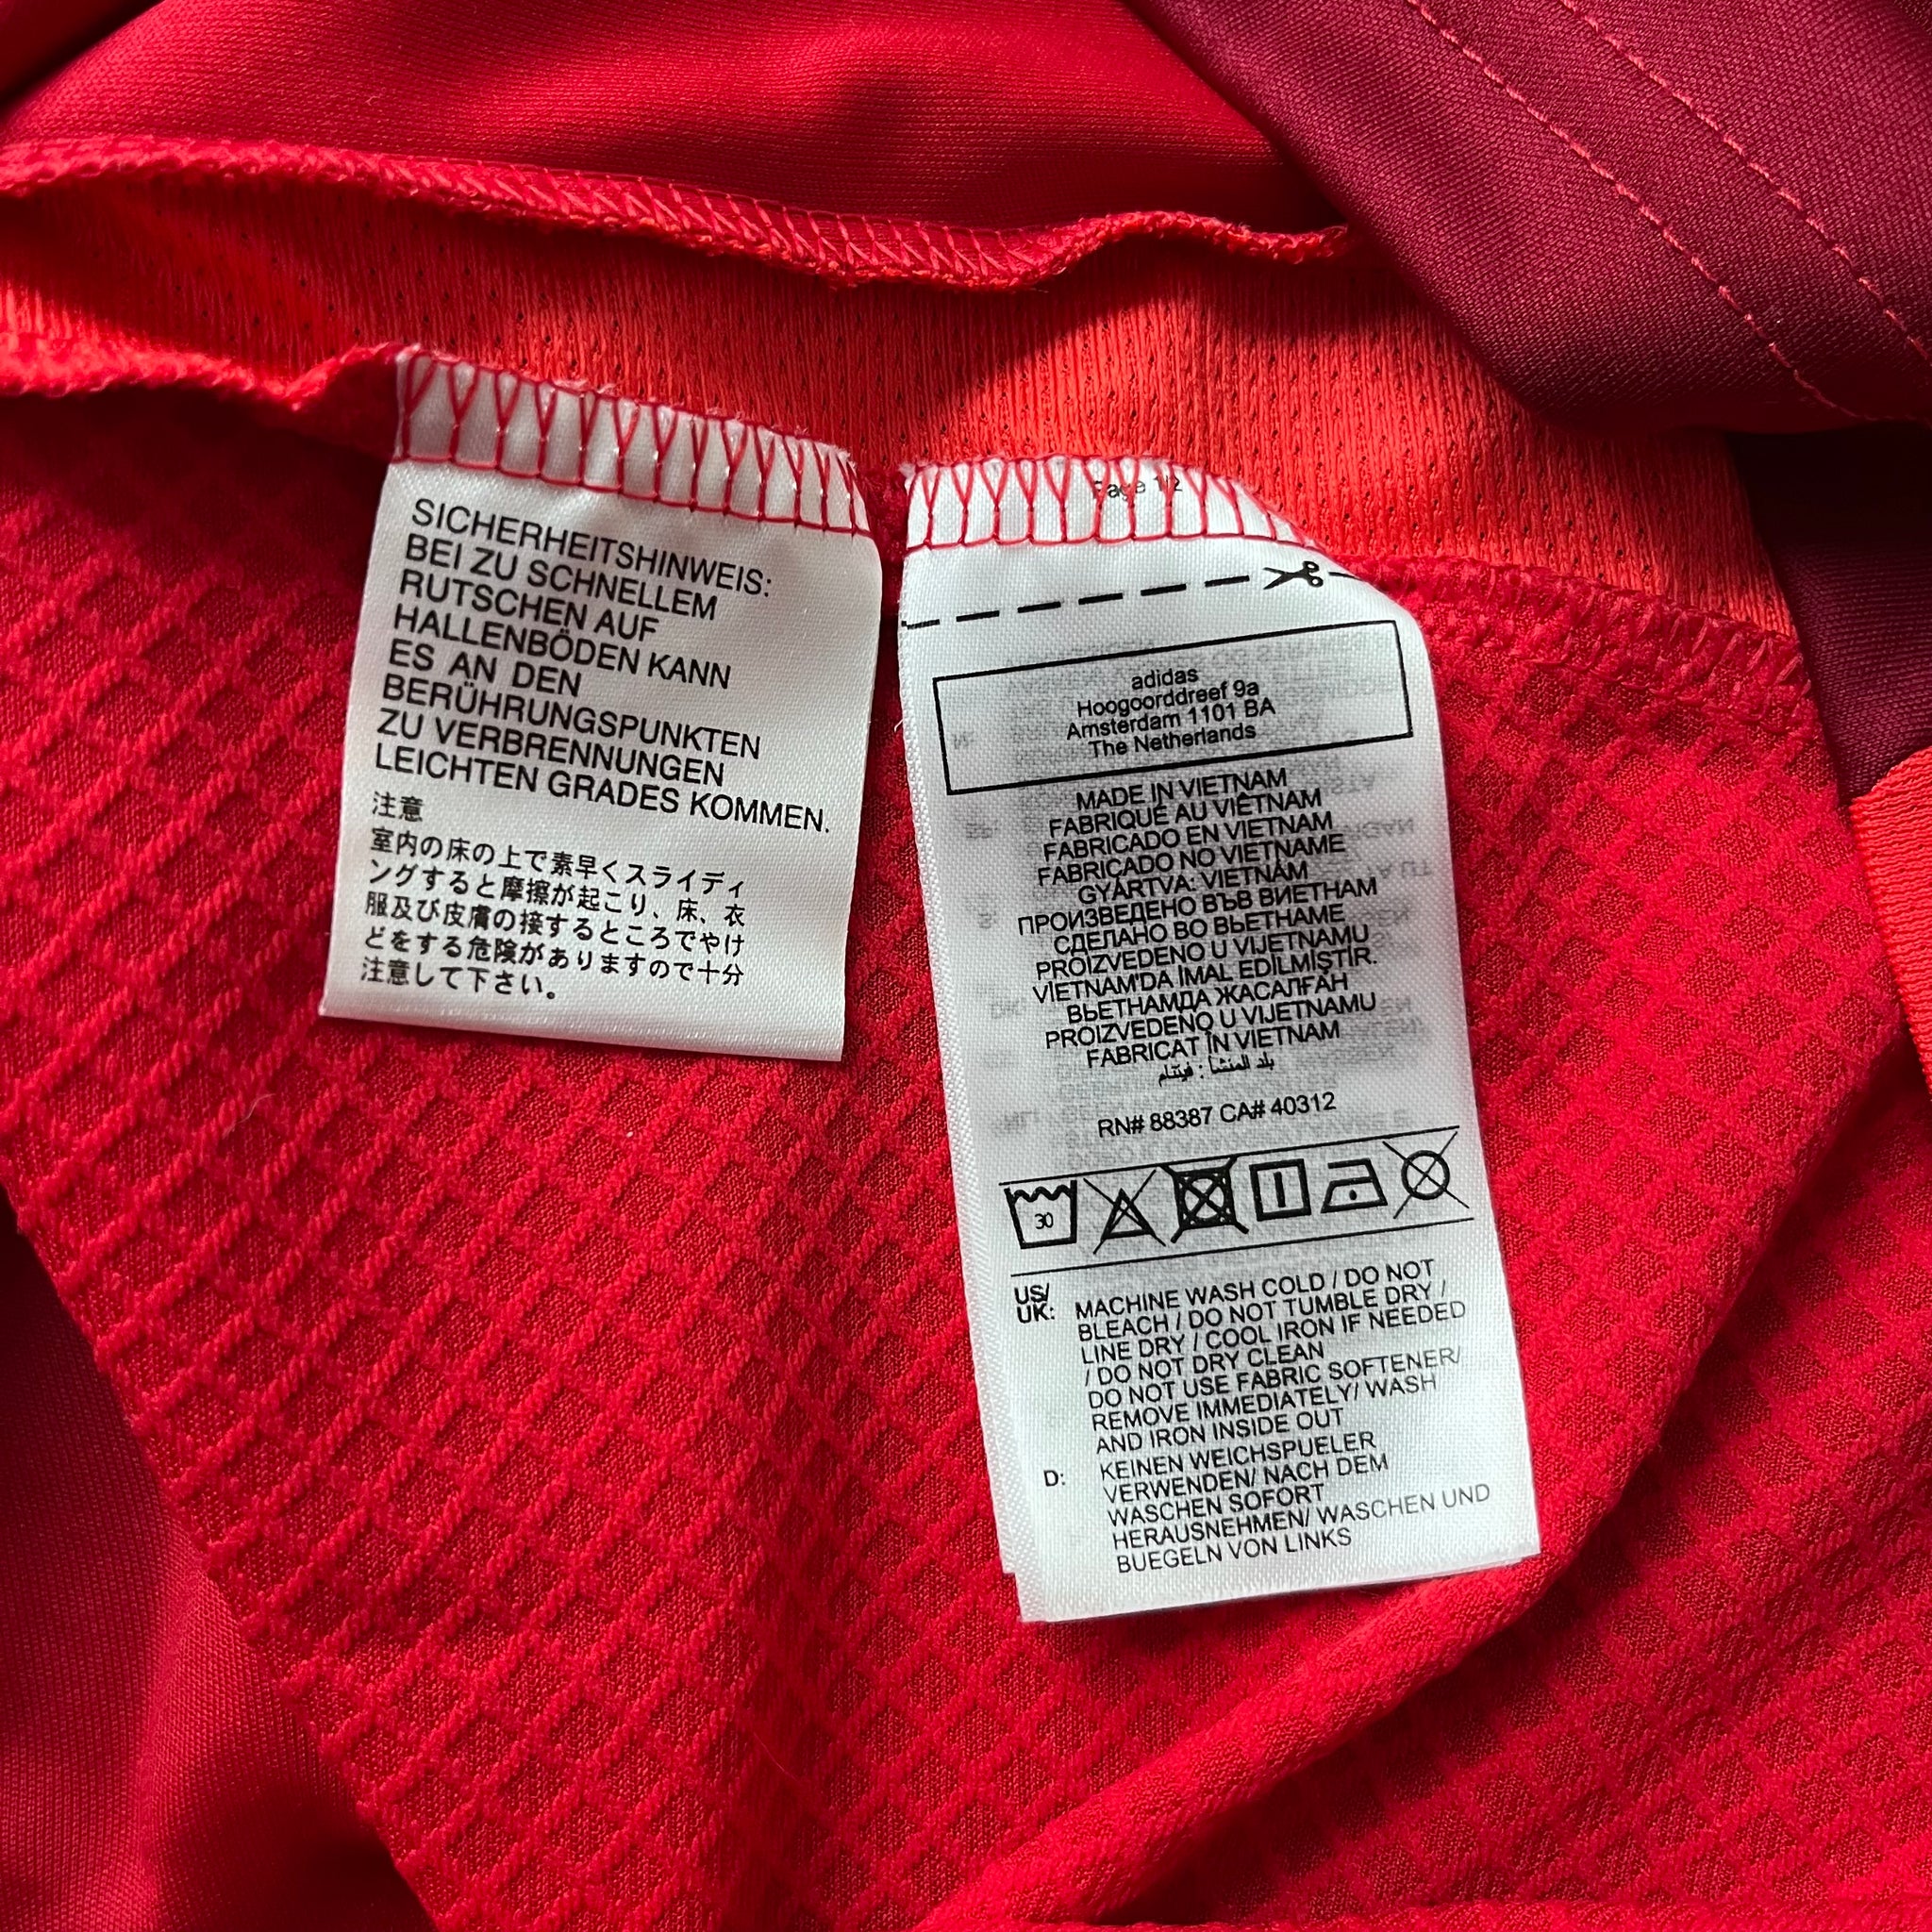 SICHERHEITSHINWEIS:
BEI ZU SCHNELLEM
RUTSCHEN AUF
HALLENBÖDEN KANN
ES AN DEN
BERÜHRUNGSPUNKTEN
ZU VERBRENNUNGEN
LEICHTEN GRADES KOMMEN.
注意
室内の床の上で素早くスライディ
ングすると摩擦が起こり、床、衣
服及び皮膚の接するところでやけ
どをする危険がありますので十分
注意して下さい。
Page 1/2
adidas
Hoogoorddreef 9a
Amsterdam 1101 BA
The Netherlands
MADE IN VIETNAM
FABRIQUÉ AU VIÊTNAM
FABRICADO EN VIETNAM
FABRICADO NO VIETNAME
GYÁRTVA: VIETNÁM
ПРОИЗВЕДЕНО ВЪВ ВИЕТНАМ
СДЕЛАНО ВО ВЬЕТНАМЕ
PROIZVEDENO U VIJETNAMU
VIETNAM'DA İMAL EDİLMİŞTİR.
ВЬЕТНАМДА ЖАСАЛҒАН
PROIZVEDENO U VIJETNAMU
FABRICAT ÎN VIETNAM
بلد المنشأ : فيتنام
RN# 88387 CA# 40312
30
US/
UK: MACHINE WASH COLD / DO NOT
BLEACH / DO NOT TUMBLE DRY /
LINE DRY / COOL IRON IF NEEDED
/ DO NOT DRY CLEAN
DO NOT USE FABRIC SOFTENER/
REMOVE IMMEDIATELY/ WASH
AND IRON INSIDE OUT
D: KEINEN WEICHSPUELER
VERWENDEN/ NACH DEM
WASCHEN SOFORT
HERAUSNEHMEN/ WASCHEN UND
BUEGELN VON LINKS